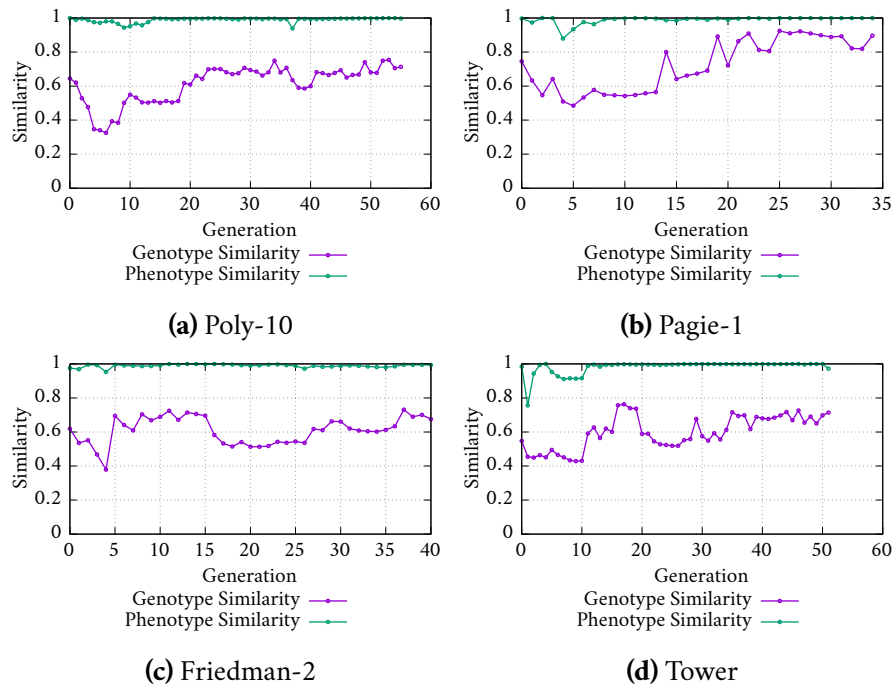 1
0.8
0.6
0.4
0.2
0
Similarity
0 10 20 30 40 50 60
Generation
Genotype Similarity
Phenotype Similarity
(a) Poly-10
1
0.8
0.6
0.4
0.2
0
Similarity
0 5 10 15 20 25 30 35
Generation
Genotype Similarity
Phenotype Similarity
(b) Pagie-1
1
0.8
0.6
0.4
0.2
0
Similarity
0 5 10 15 20 25 30 35 40
Generation
Genotype Similarity
Phenotype Similarity
(c) Friedman-2
1
0.8
0.6
0.4
0.2
0
Similarity
0 10 20 30 40 50 60
Generation
Genotype Similarity
Phenotype Similarity
(d) Tower